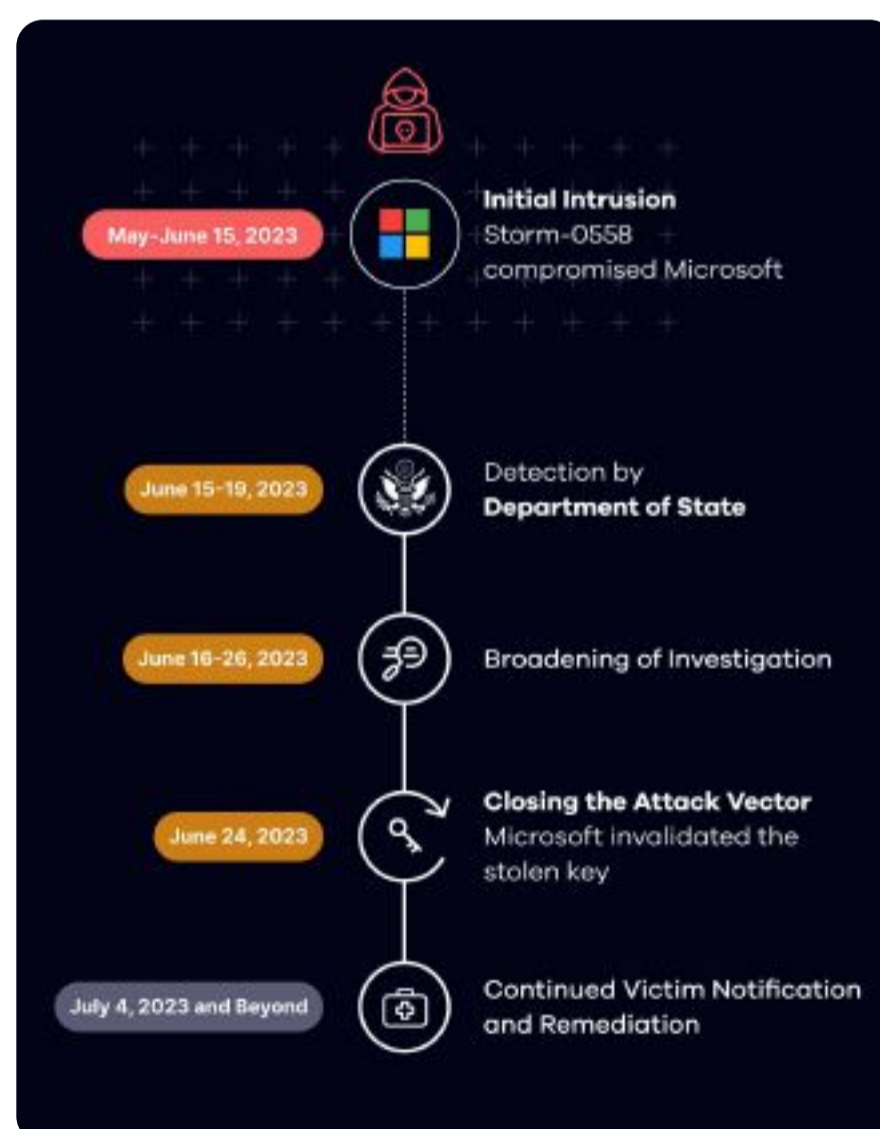 May-June 15, 2023
Initial Intrusion
Storm-0558
compromised Microsoft
June 15-19, 2023
Detection by
Department of State
June 16-26, 2023
Broadening of Investigation
June 24, 2023
Closing the Attack Vector
Microsoft invalidated the
stolen key
July 4, 2023 and Beyond
Continued Victim Notification
and Remediation